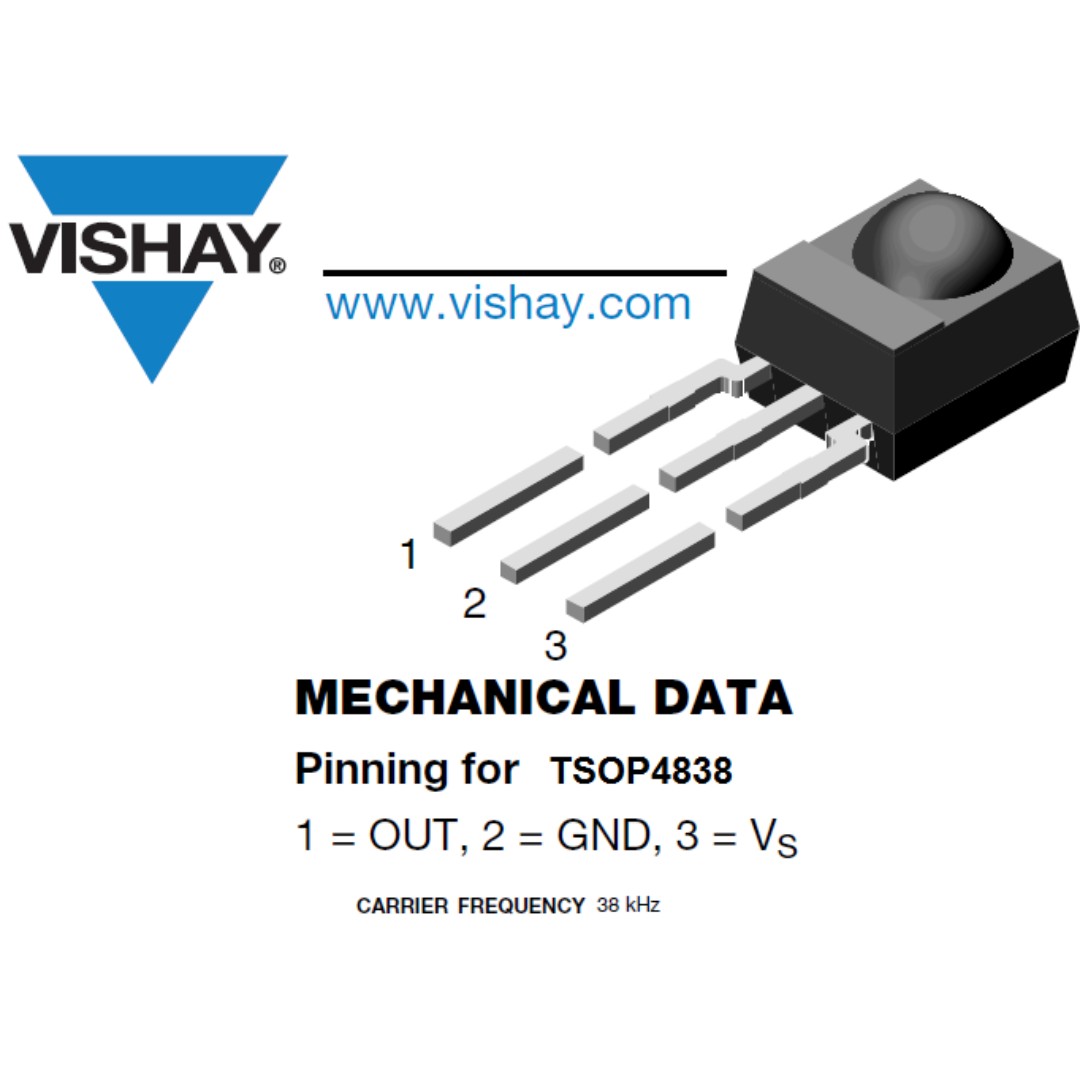 VISHAY®
www.vishay.com
1
2
3
MECHANICAL DATA
Pinning for TSOP4838
1 = OUT, 2 = GND, 3 = VS
CARRIER FREQUENCY 38 kHz